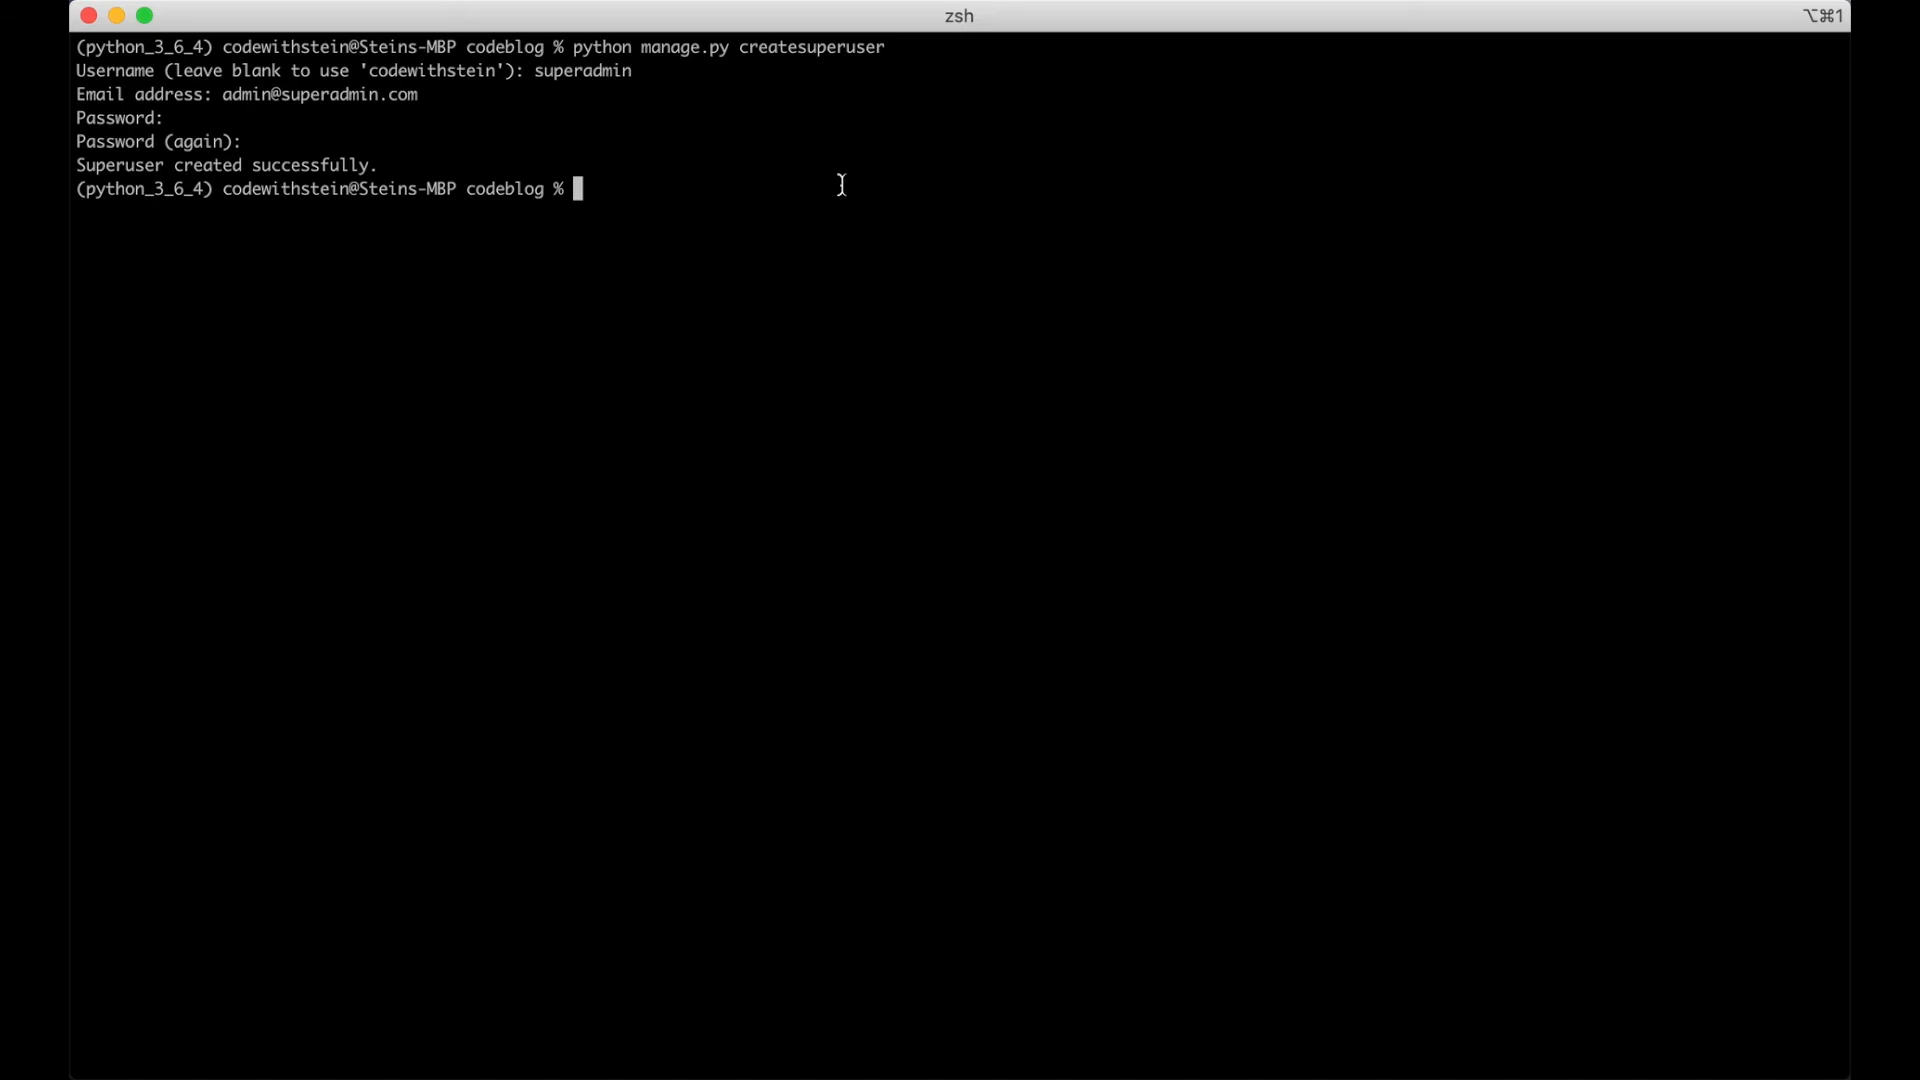 zsh
⌥⌘1
(python_3_6_4) codewithstein@Steins-MBP codeblog % python manage.py createsuperuser
Username (leave blank to use 'codewithstein'): superadmin
Email address: admin@superadmin.com
Password:
Password (again):
Superuser created successfully.
(python_3_6_4) codewithstein@Steins-MBP codeblog %